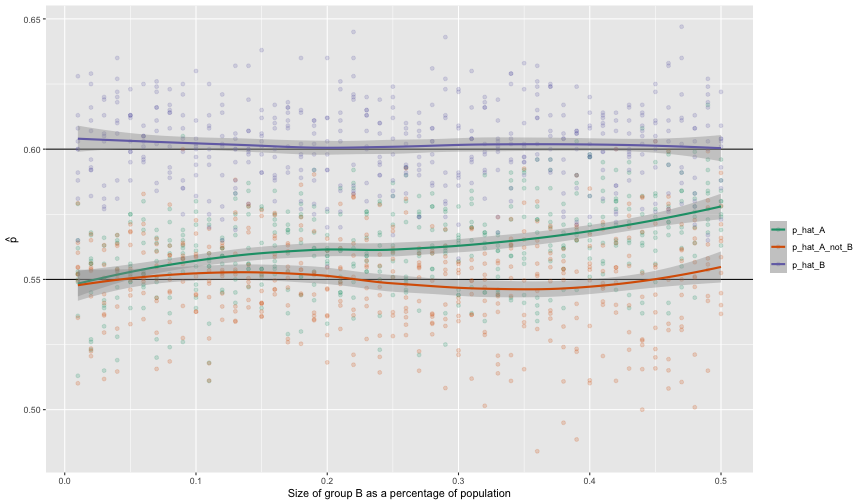 0.65
0.60
0.55
0.50
p̂
0.0
0.1
0.2
0.3
0.4
0.5
Size of group B as a percentage of population
p_hat_A
p_hat_A_not_B
p_hat_B